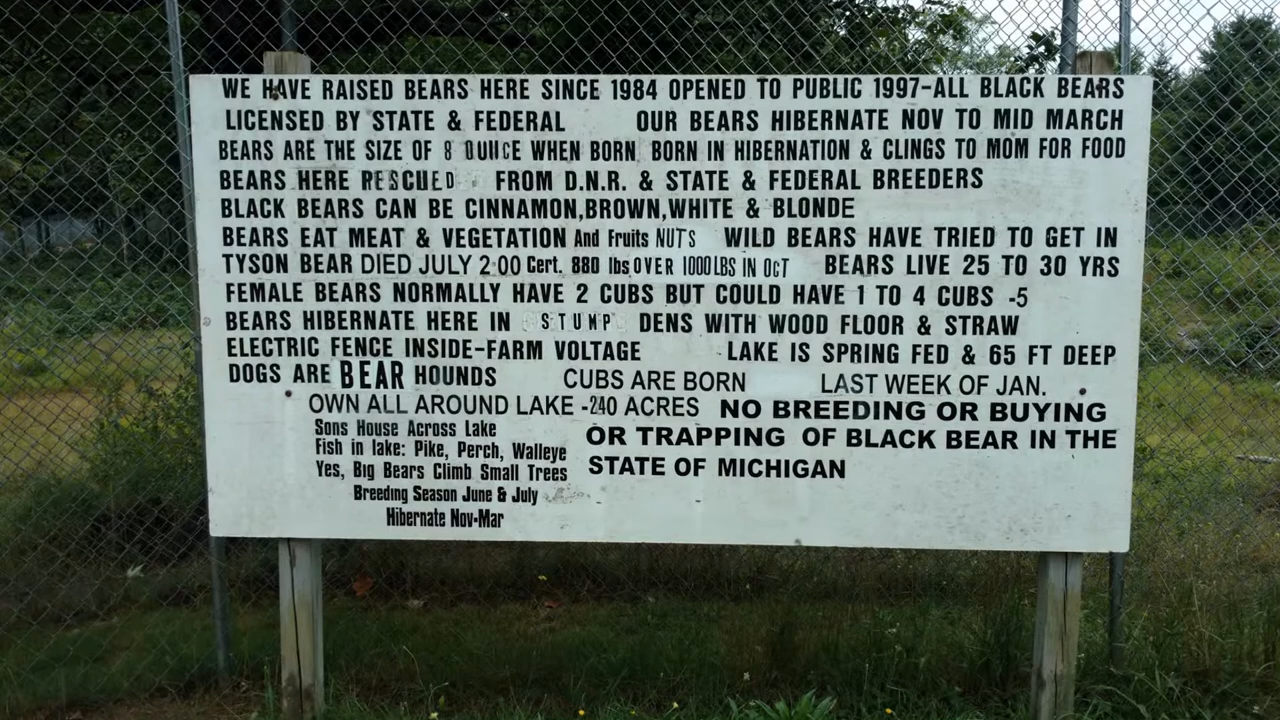 WE HAVE RAISED BEARS HERE SINCE 1984 OPENED TO PUBLIC 1997-ALL BLACK BEARS
LICENSED BY STATE & FEDERAL OUR BEARS HIBERNATE NOV TO MID MARCH
BEARS ARE THE SIZE OF 8 OUNCE WHEN BORN BORN IN HIBERNATION & CLINGS TO MOM FOR FOOD
BEARS HERE RESCUED FROM D.N.R. & STATE & FEDERAL BREEDERS
BLACK BEARS CAN BE CINNAMON,BROWN,WHITE & BLONDE
BEARS EAT MEAT & VEGETATION And Fruits NUTS WILD BEARS HAVE TRIED TO GET IN
TYSON BEAR DIED JULY 2:00 Cert. 880 lbs, OVER 1000 LBS IN OCT BEARS LIVE 25 TO 30 YRS
FEMALE BEARS NORMALLY HAVE 2 CUBS BUT COULD HAVE 1 TO 4 CUBS -5
BEARS HIBERNATE HERE IN STUMP DENS WITH WOOD FLOOR & STRAW
ELECTRIC FENCE INSIDE-FARM VOLTAGE LAKE IS SPRING FED & 65 FT DEEP
DOGS ARE BEAR HOUNDS CUBS ARE BORN LAST WEEK OF JAN.
OWN ALL AROUND LAKE -240 ACRES NO BREEDING OR BUYING
Sons House Across Lake OR TRAPPING OF BLACK BEAR IN THE
Fish in lake: Pike, Perch, Walleye
Yes, Big Bears Climb Small Trees STATE OF MICHIGAN
Breeding Season June & July
Hibernate Nov-Mar